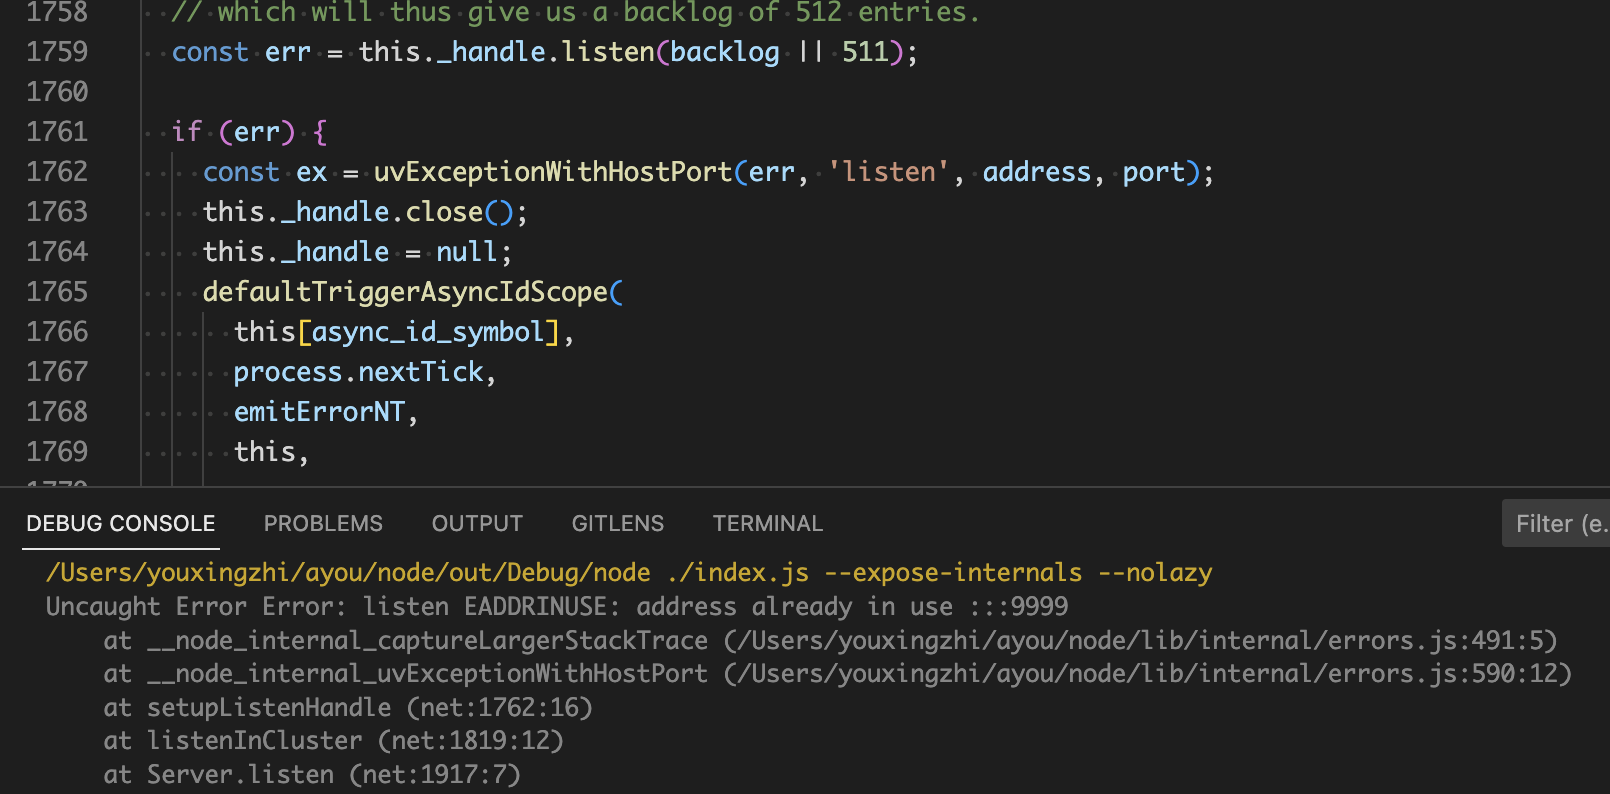 1758 // which will thus give us a backlog of 512 entries.
1759 const err = this._handle.listen(backlog || 511);
1760
1761 if (err) {
1762 const ex = uvExceptionWithHostPort(err, 'listen', address, port);
1763 this._handle.close();
1764 this._handle = null;
1765 defaultTriggerAsyncIdScope(
1766 this[async_id_symbol],
1767 process.nextTick,
1768 emitErrorNT,
1769 this,
DEBUG CONSOLE PROBLEMS OUTPUT GITLENS TERMINAL Filter (e.
/Users/youxingzhi/ayou/node/out/Debug/node ./index.js --expose-internals --nolazy
Uncaught Error Error: listen EADDRINUSE: address already in use :::9999
at __node_internal_captureLargerStackTrace (/Users/youxingzhi/ayou/node/lib/internal/errors.js:491:5)
at __node_internal_uvExceptionWithHostPort (/Users/youxingzhi/ayou/node/lib/internal/errors.js:590:12)
at setupListenHandle (net:1762:16)
at listenInCluster (net:1819:12)
at Server.listen (net:1917:7)